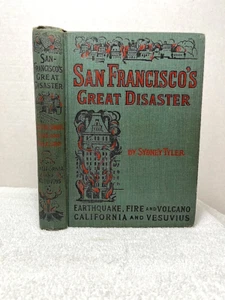 SAN-
FRANCISCO'S
GREAT
DISASTER
SAN FRANCISCO'S
GREAT DISASTER
BY SYDNEY TYLER
EARTHQUAKE, FIRE AND VOLCANO
CALIFORNIA AND VESUVIUS